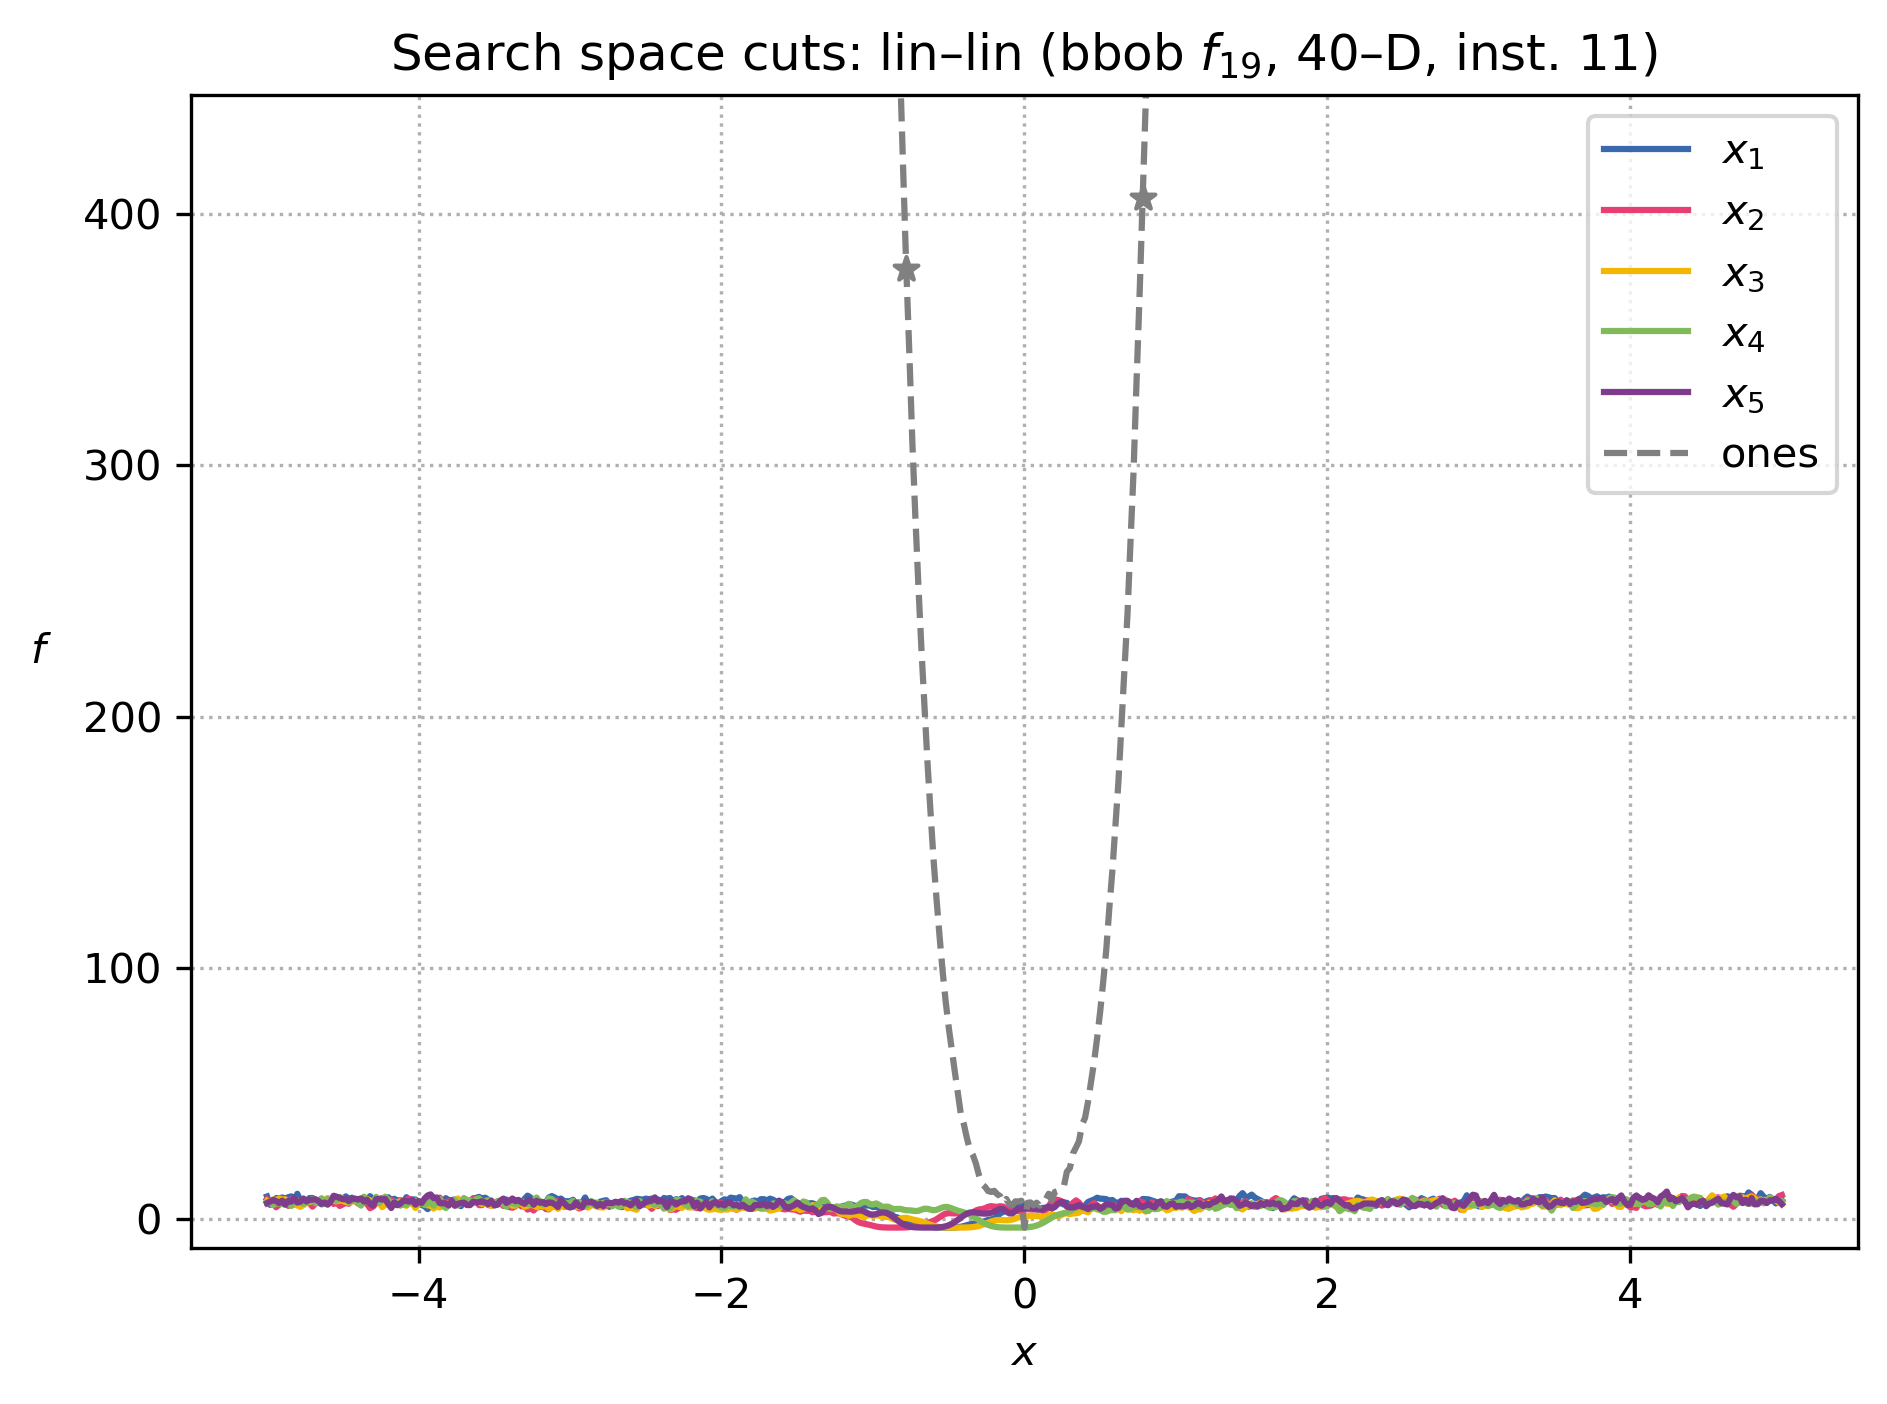 Search space cuts: lin–lin (bbob f19, 40–D, inst. 11)
400
300
200
100
0
f
−4
−2
0
2
4
x
x1
x2
x3
x4
x5
ones